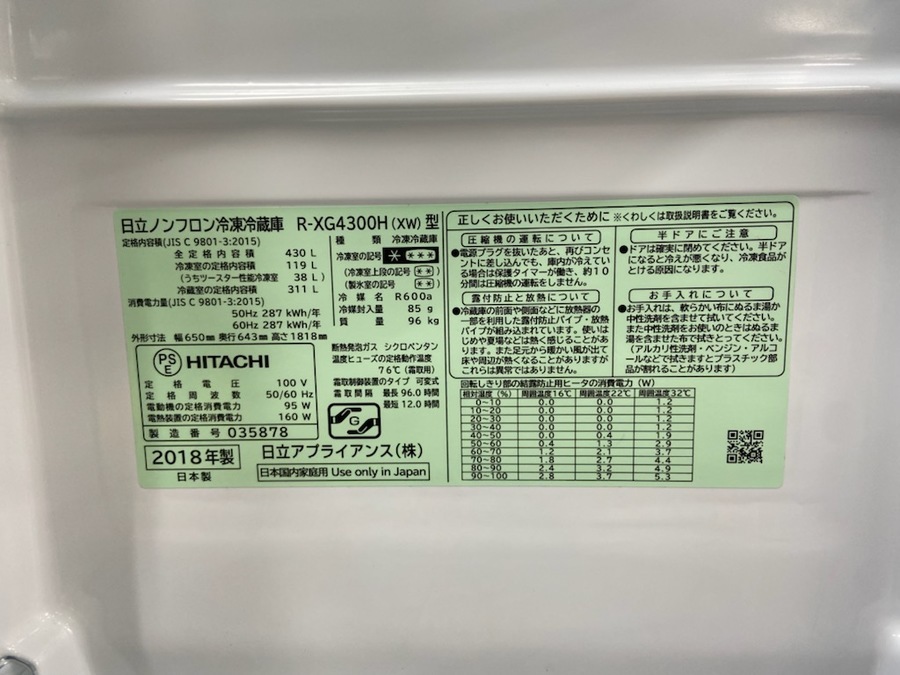 日立ノンフロン冷凍冷蔵庫 R-XG4300H(XW)型
定格内容積(JIS C 9801-3:2015)
全定格内容積 430 L
冷凍室の定格内容積 119 L
(うちツースター性能冷凍室 38 L)
冷蔵室の定格内容積 311 L
消費電力量(JIS C 9801-3:2015)
50Hz 287 kWh/年
60Hz 287 kWh/年
外形寸法 幅650mm 奥行643mm 高さ1818mm
種類 冷凍冷蔵庫
冷凍室の記号 * ***
(冷凍室上段の記号 **)
(製氷室の記号 **)
冷媒名 R600a
冷媒封入量 85 g
質量 96 kg
PSE HITACHI
定格電圧 100 V
定格周波数 50/60 Hz
電動機の定格消費電力 95 W
電熱装置の定格消費電力 160 W
製造番号 035878
断熱発泡ガス シクロペンタン
温度ヒューズの定格動作温度
76℃(霜取用)
霜取制御装置のタイプ 可変式
霜取間隔 最長 96.0時間
最短 12.0時間
G
2018年製
日本製
日立アプライアンス(株)
日本国内家庭用 Use only in Japan
正しくお使いいただくために ※くわしくは取扱説明書をご覧ください。
圧縮機の運転について
●電源プラグを抜いたあと、再びコンセ
ントに差し込んでも、庫内が冷えてい
る場合は保護タイマーが働き、約10
分間は圧縮機の運転をしません。
露付防止と放熱について
●冷蔵庫の前面や側面などに放熱器の
一部を利用した露付防止パイプ・放熱
パイプが組み込まれています。使いは
じめや夏場などは熱く感じることがあり
ます。また足元から暖かい風が出て
床や周辺が熱くなることがありますが
これらは異常ではありません。
半ドアにご注意
●ドアは確実に閉めてください。半ドア
になると冷えが悪くなり、冷凍食品が
とける原因になります。
お手入れについて
●お手入れは、軟らかい布にぬるま湯か
中性洗剤を含ませて拭いてください。
また中性洗剤をお使いのときはぬるま
湯を含ませた布で拭きとってください。
(アルカリ性洗剤・ベンジン・アルコ
ールなどで拭きますとプラスチック部
品が割れることがあります)
回転しきり部の結露防止用ヒータの消費電力(W)
相対湿度(%) 周囲温度16℃ 周囲温度22℃ 周囲温度32℃
0~10 0.0 0.0 1.2
10~20 0.0 0.0 1.2
20~30 0.0 0.0 1.2
30~40 0.0 0.0 1.2
40~50 0.0 0.4 1.9
50~60 0.4 1.3 2.9
60~70 1.2 2.1 3.7
70~80 1.8 2.7 4.4
80~90 2.4 3.2 4.9
90~100 2.8 3.7 5.3